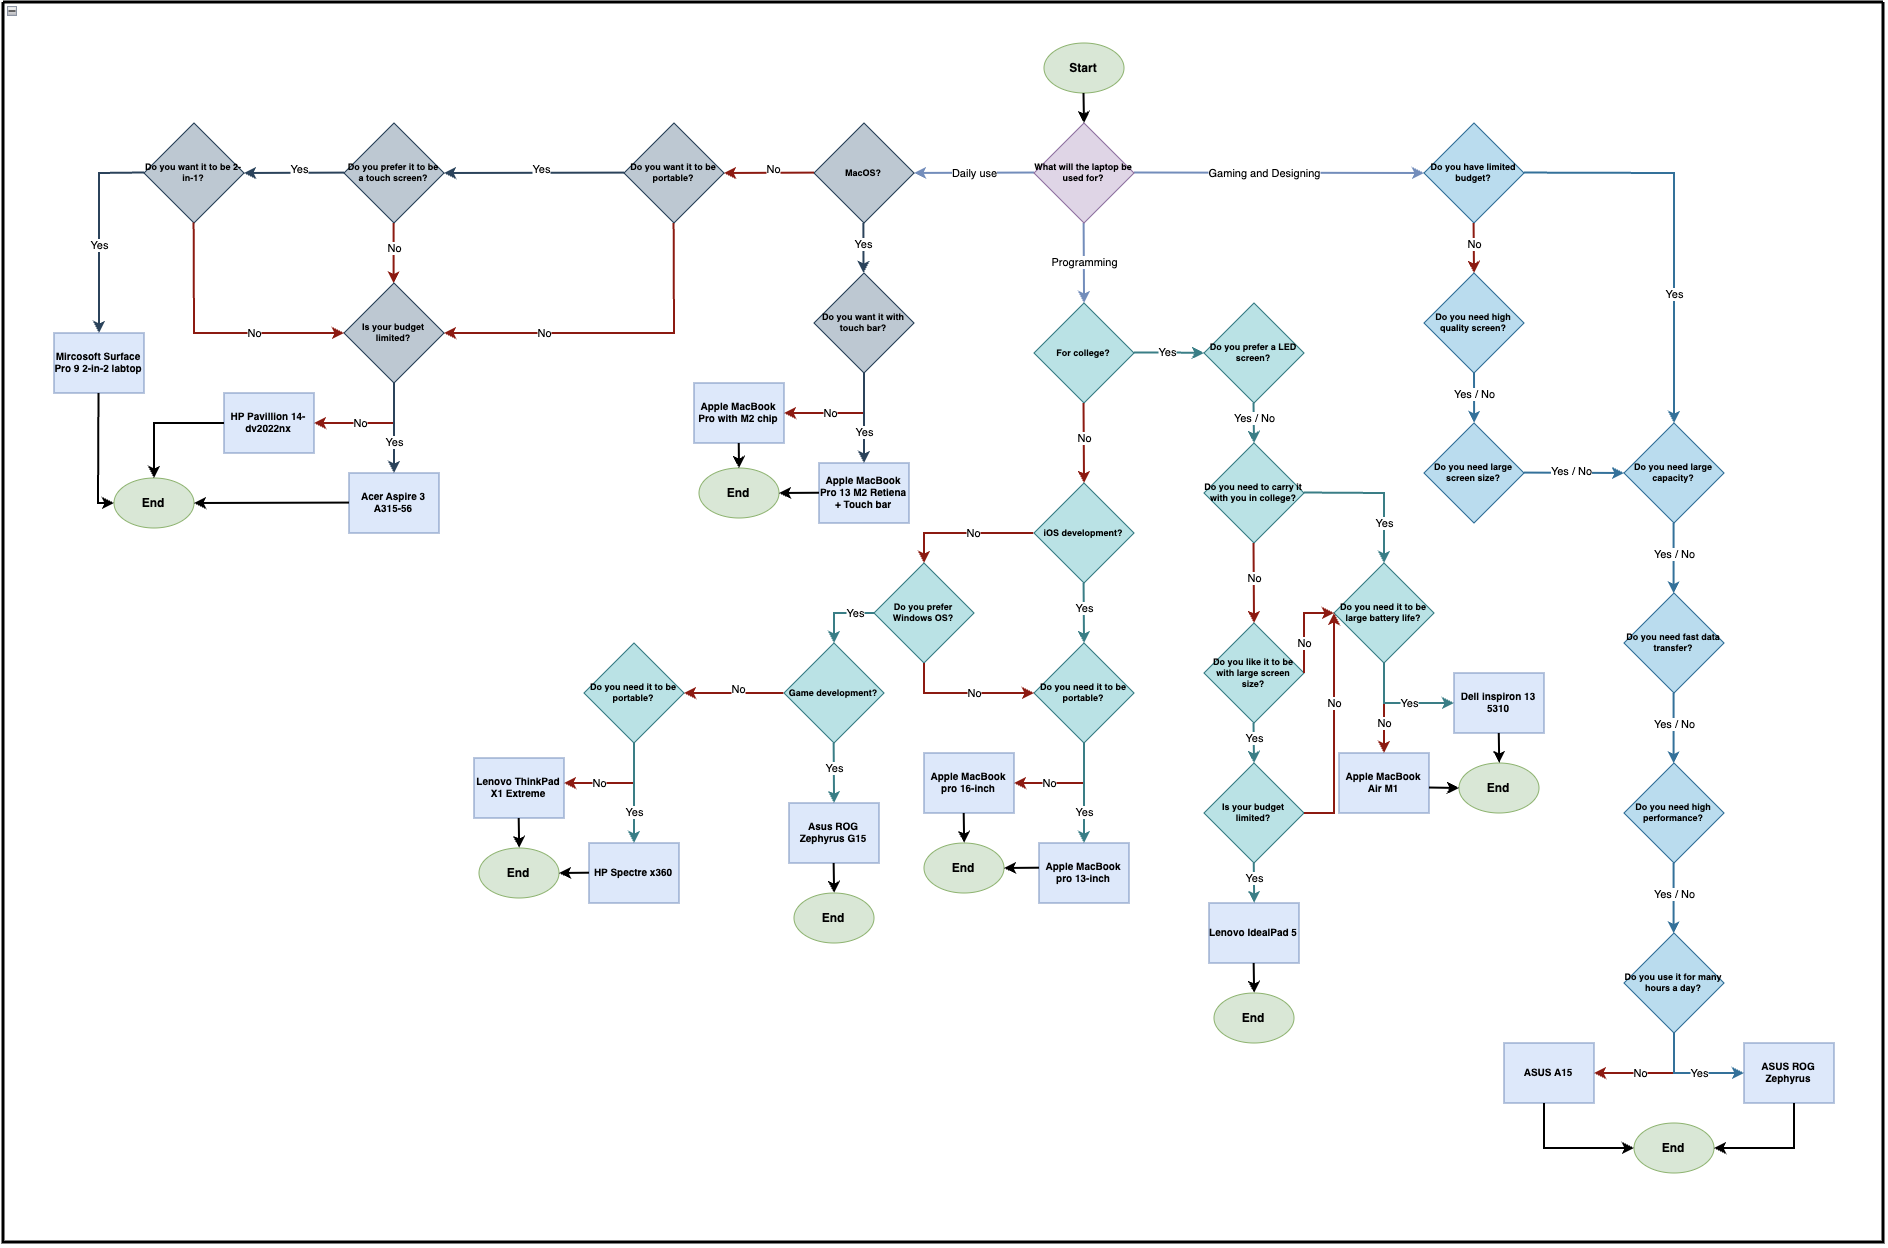 Start
Do you want it to be 2-
in-1?
Yes
Do you prefer it to be
a touch screen?
Yes
Do you want it to be
portable?
No
MacOS?
Daily use
What will the laptop be
used for?
Gaming and Designing
Do you have limited
budget?
Yes
No
Yes
Programming
No
Yes
Do you want it with
touch bar?
Do you need high
quality screen?
Is your budget
limited?
No
No
For college?
Yes
Do you prefer a LED
screen?
Mircosoft Surface
Pro 9 2-in-2 labtop
HP Pavillion 14-
dv2022nx
No
Yes
Apple MacBook
Pro with M2 chip
No
Yes
No
Yes / No
Yes / No
End
Acer Aspire 3
A315-56
End
Apple MacBook
Pro 13 M2 Retiena
+ Touch bar
Do you need to carry it
with you in college?
Do you need large
screen size?
Yes / No
Do you need large
capacity?
No
iOS development?
Yes
Yes / No
No
Yes
Do you prefer
Windows OS?
Yes
Do you need it to be
large battery life?
No
Do you need fast data
transfer?
Do you need it to be
portable?
No
Game development?
No
Do you need it to be
portable?
Do you like it to be
with large screen
size?
No
Yes
No
Dell inspiron 13
5310
Yes / No
Yes
Yes
Lenovo ThinkPad
X1 Extreme
No
Yes
Apple MacBook
pro 16-inch
No
Yes
Apple MacBook
Air M1
End
Asus ROG
Zephyrus G15
Is your budget
limited?
Do you need high
performance?
End
HP Spectre x360
End
Apple MacBook
pro 13-inch
Yes
Yes / No
End
Lenovo IdealPad 5
Do you use it for many
hours a day?
End
ASUS A15
No
Yes
ASUS ROG
Zephyrus
End